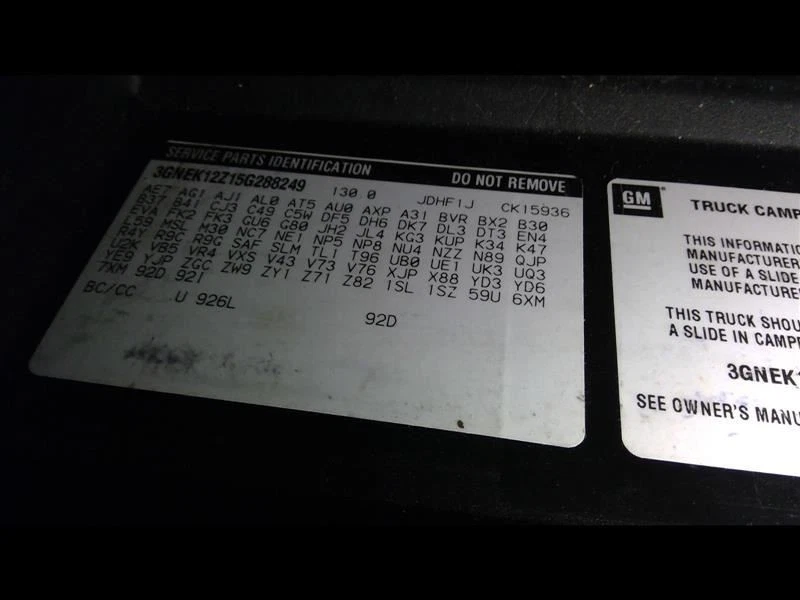 SERVICE PARTS IDENTIFICATION DO NOT REMOVE
3GNEK12Z15G288249 130.0 JDHF1J CK15936
AE7 AG1 AJ1 AL0 AT5 AU0 AXP A31 BVR BX2 B30
B37 B41 CJ3 C49 C5W DF5 DH6 DK7 DL3 DT3 EN4
EVA FK2 FK3 GU6 G80 JH2 JL4 KG3 KUP K34 K47
L59 MSL M30 NC7 NE1 NP5 NP8 NU4 NZZ N89 QJP
R4Y R9C R9G SAF SLM TL1 T96 UB0 UE1 UK3 UQ3
U2K VB5 VR4 VXS V43 V73 V76 XJP X88 YD3 YD6
YE9 YJP ZGC ZW9 ZY1 Z71 Z82 1SL 1SZ 59U 6XM
7XM 92D 92I
BC/CC U 926L
92D
GM TRUCK CAMP
THIS INFORMATIO
MANUFACTURER
USE OF A SLIDE
MANUFACTURE
THIS TRUCK SHOU
A SLIDE IN CAMP
3GNEK1
SEE OWNER'S MANU